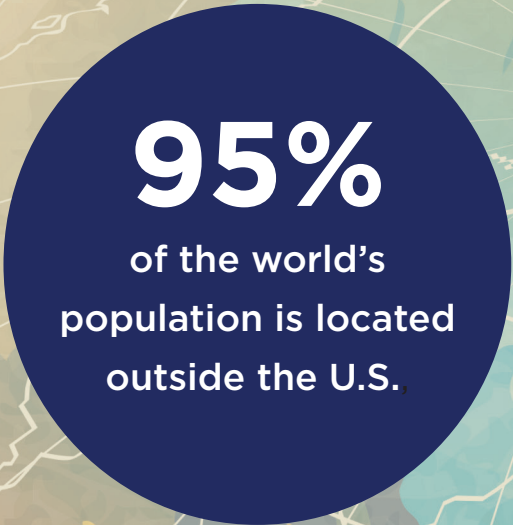 95%
of the world’s
population is located
outside the U.S.,